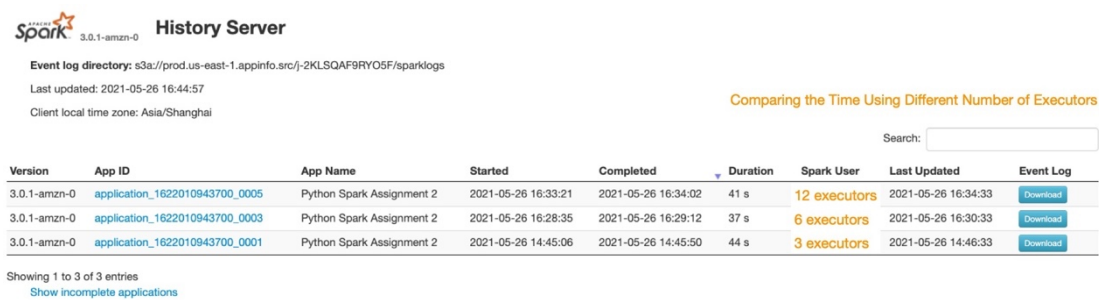 APACHE
Spark 3.0.1-amzn-0 History Server
Event log directory: s3a://prod.us-east-1.appinfo.src/j-2KLSQAF9RYO5F/sparklogs
Last updated: 2021-05-26 16:44:57
Client local time zone: Asia/Shanghai
Comparing the Time Using Different Number of Executors
Search:
Version App ID App Name Started Completed Duration Spark User Last Updated Event Log
3.0.1-amzn-0 application_1622010943700_0005 Python Spark Assignment 2 2021-05-26 16:33:21 2021-05-26 16:34:02 41 s 12 executors 2021-05-26 16:34:33 Download
3.0.1-amzn-0 application_1622010943700_0003 Python Spark Assignment 2 2021-05-26 16:28:35 2021-05-26 16:29:12 37 s 6 executors 2021-05-26 16:30:33 Download
3.0.1-amzn-0 application_1622010943700_0001 Python Spark Assignment 2 2021-05-26 14:45:06 2021-05-26 14:45:50 44 s 3 executors 2021-05-26 14:46:33 Download
Showing 1 to 3 of 3 entries
Show incomplete applications